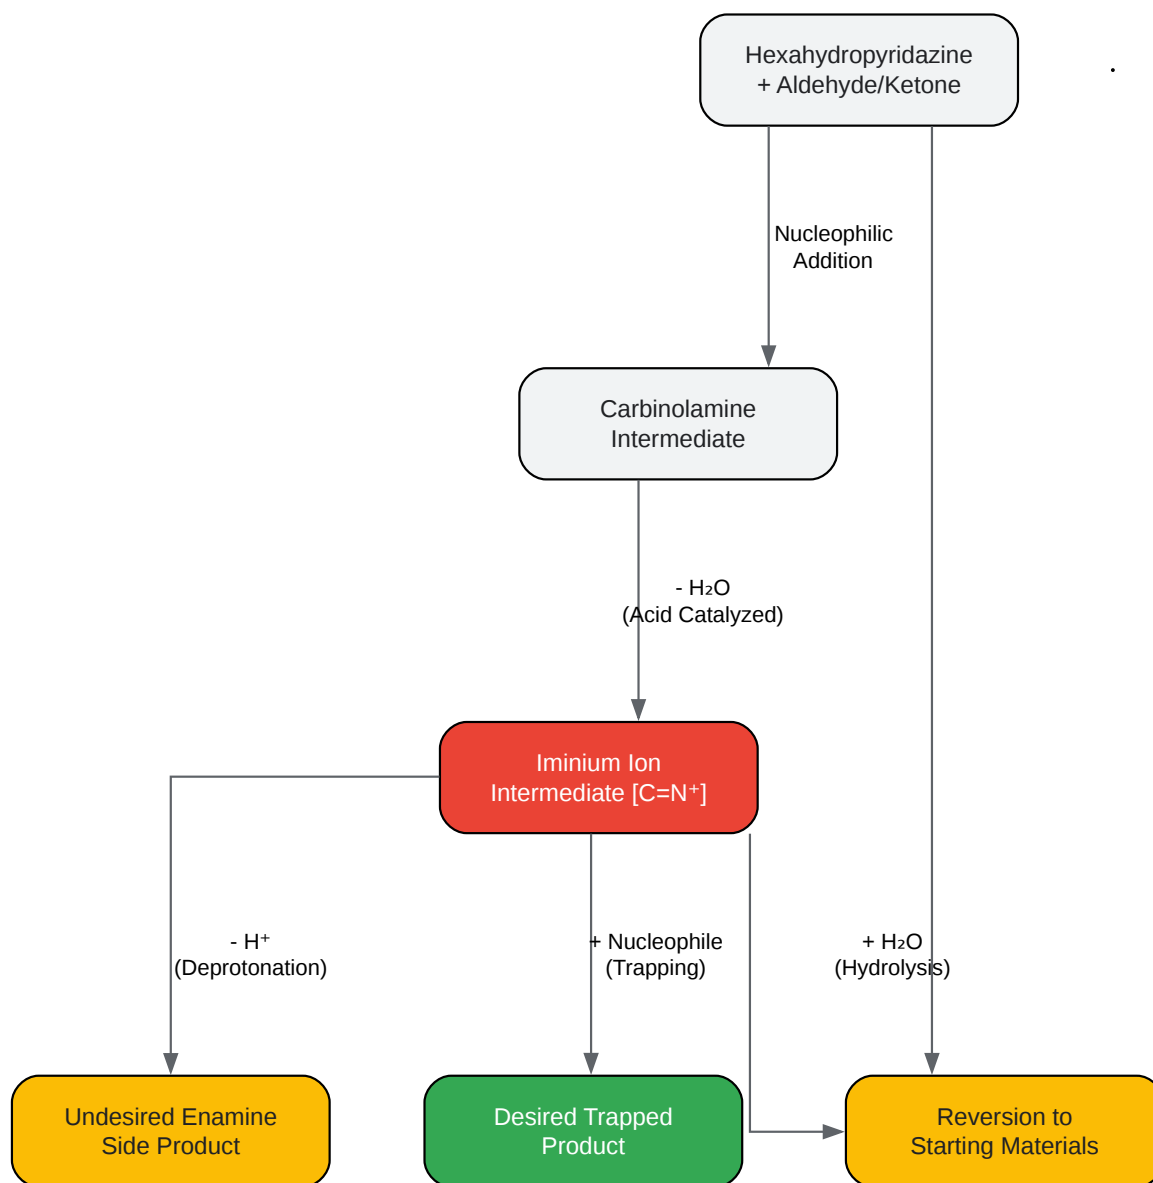 Hexahydropyridazine
+ Aldehyde/Ketone
.
Nucleophilic
Addition
Carbinolamine
Intermediate
- H₂O
(Acid Catalyzed)
Iminium Ion
Intermediate [C=N⁺]
- H⁺
(Deprotonation)
+ Nucleophile
(Trapping)
+ H₂O
(Hydrolysis)
Undesired Enamine
Side Product
Desired Trapped
Product
Reversion to
Starting Materials